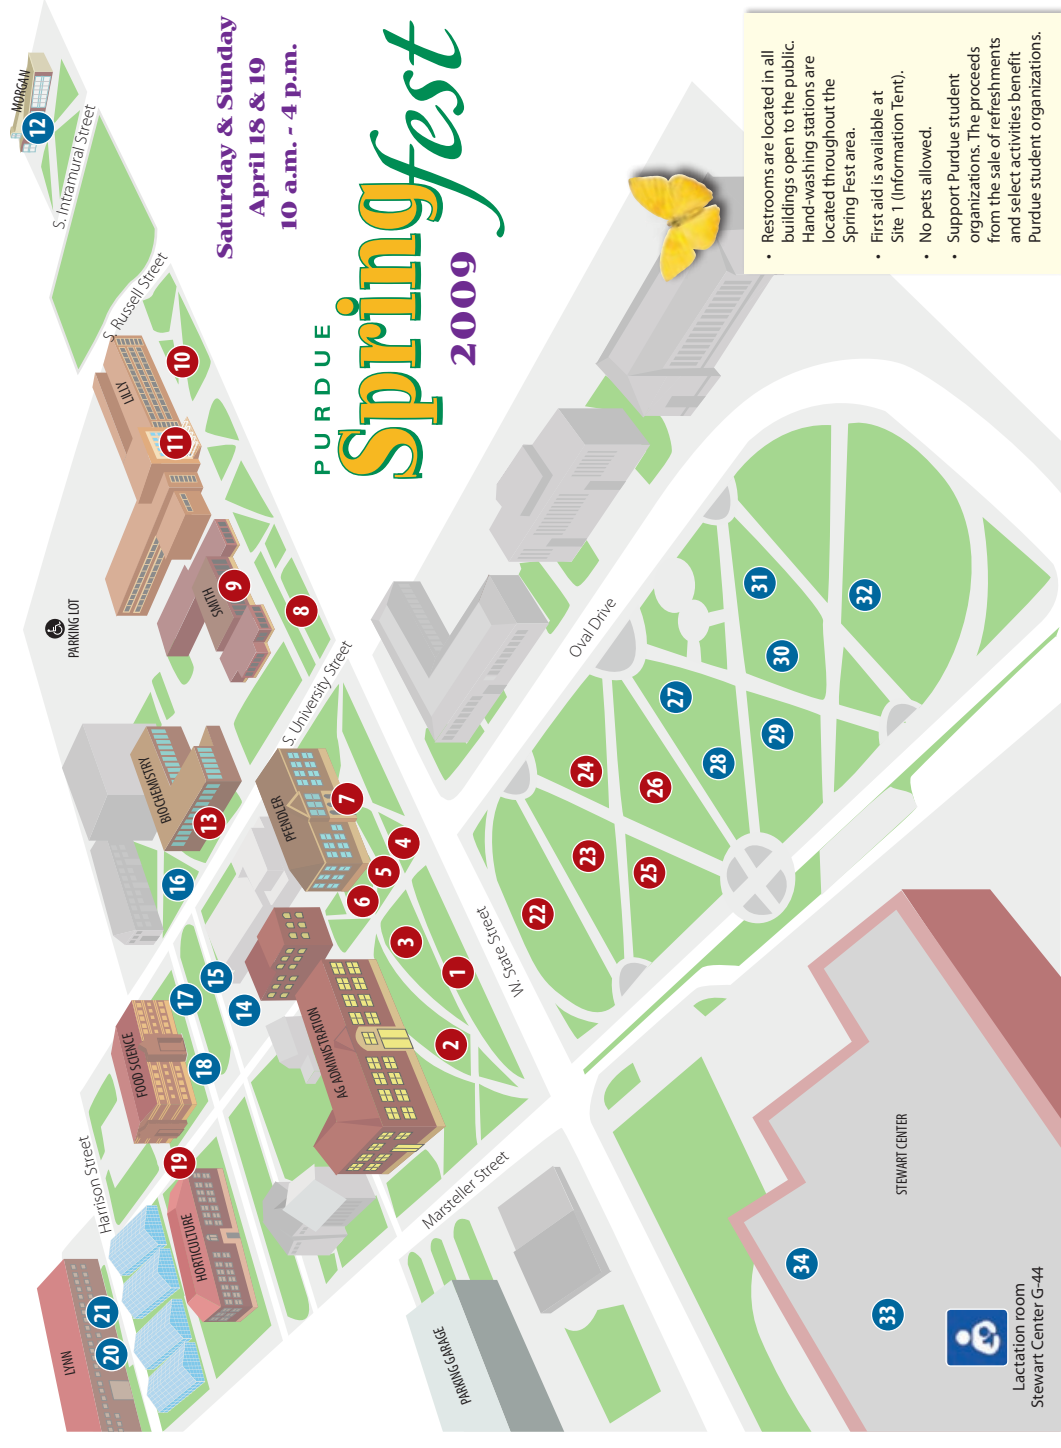 Saturday & Sunday
April 18 & 19
10 a.m. - 4 p.m.
PURDUE
Spring fest
2009
• Restrooms are located in all
buildings open to the public.
Hand-washing stations are
located throughout the
Spring Fest area.
• First aid is available at
Site 1 (Information Tent).
• No pets allowed.
• Support Purdue student
organizations. The proceeds
from the sale of refreshments
and select activities benefit
Purdue student organizations.
MORGAN
12
S. Intramural Street
S. Russell Street
LILLY
10
11
SMITH
9
8
PARKING LOT
S. University Street
BIOCHEMISTRY
13
16
PFENDLER
7
4
5
6
3
1
2
17
15
14
18
FOOD SCIENCE
AG ADMINISTRATION
19
HORTICULTURE
Harrison Street
LYNN
21
20
Marsteller Street
PARKING GARAGE
W. State Street
Oval Drive
22
23
24
25
26
27
28
29
30
31
32
STEWART CENTER
34
33
Lactation room
Stewart Center G-44